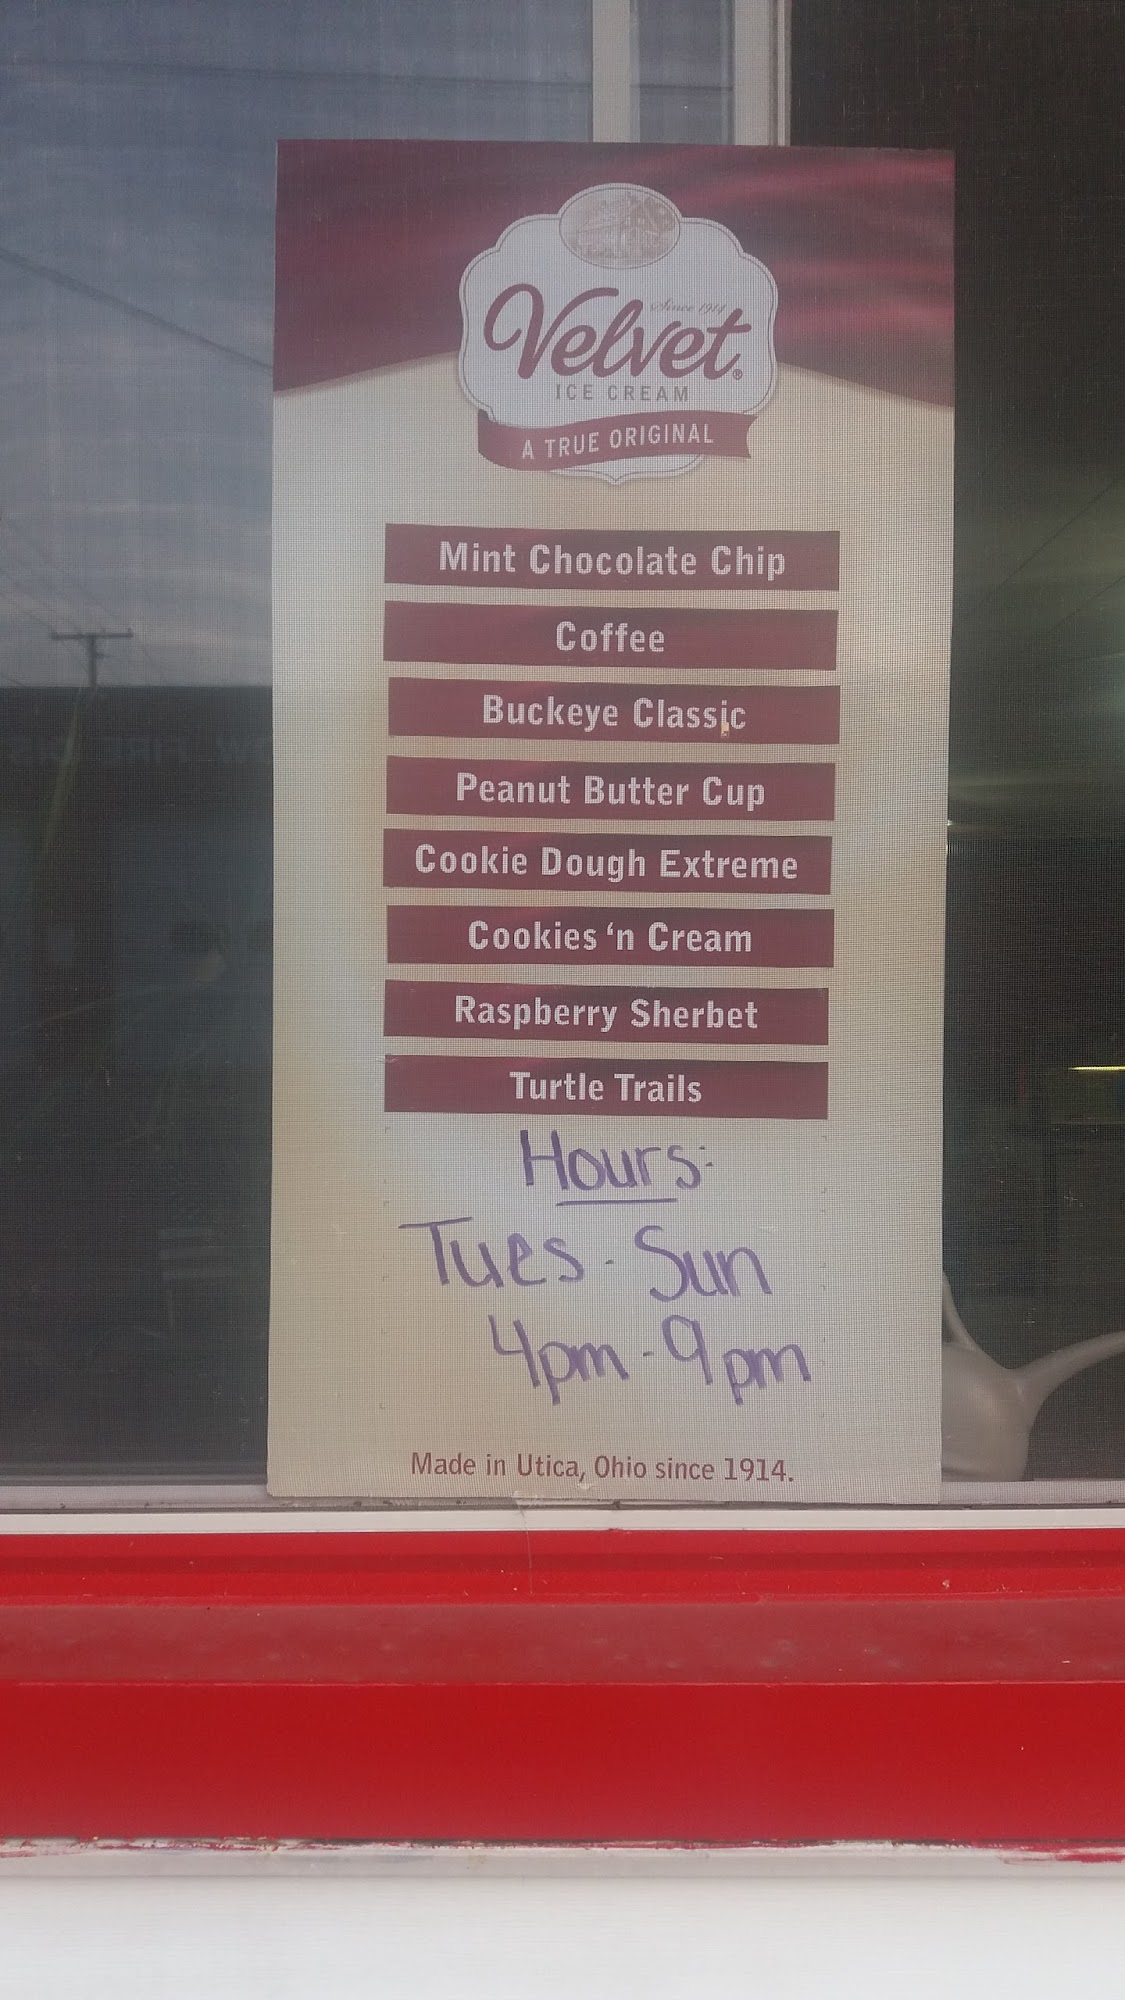 Since 1914
Velvet®
ICE CREAM
A TRUE ORIGINAL
Mint Chocolate Chip
Coffee
Buckeye Classic
Peanut Butter Cup
Cookie Dough Extreme
Cookies ‘n Cream
Raspberry Sherbet
Turtle Trails
Hours:
Tues. Sun
4pm-9pm
Made in Utica, Ohio since 1914.